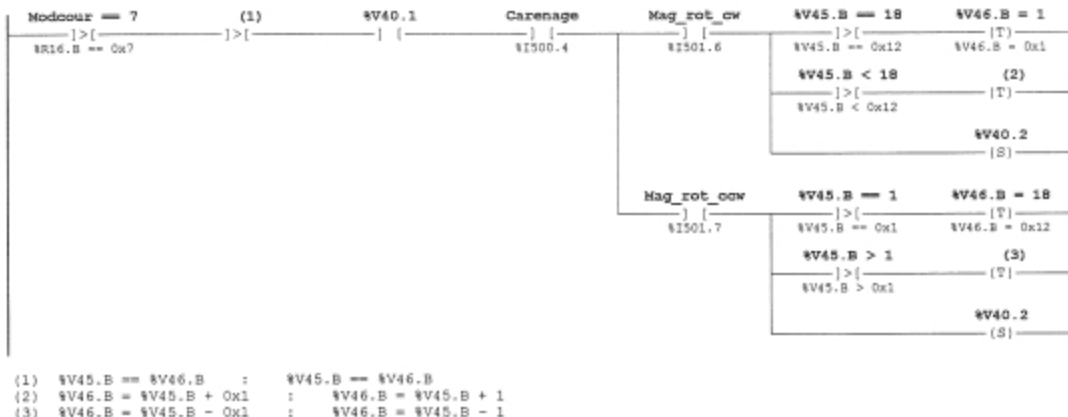 Modcour == 7 (1) %V40.1 Carenage Mag_rot_cw %V45.B == 18 %V46.B = 1
]>[ ]>[ ] [ ] [ ] [ ]>[ (T)
%R16.B == 0x7 %I500.4 %I501.6 %V45.B == 0x12 %V46.B = 0x1
%V45.B < 18 (2)
]>[ (T)
%V45.B < 0x12
%V40.2
(S)
Mag_rot_ccw %V45.B == 1 %V46.B = 18
] [ ]>[ (T)
%I501.7 %V45.B == 0x1 %V46.B = 0x12
%V45.B > 1 (3)
]>[ (T)
%V45.B > 0x1
%V40.2
(S)
(1) %V45.B == %V46.B : %V45.B == %V46.B
(2) %V46.B = %V45.B + 0x1 : %V46.B = %V45.B + 1
(3) %V46.B = %V45.B - 0x1 : %V46.B = %V45.B - 1